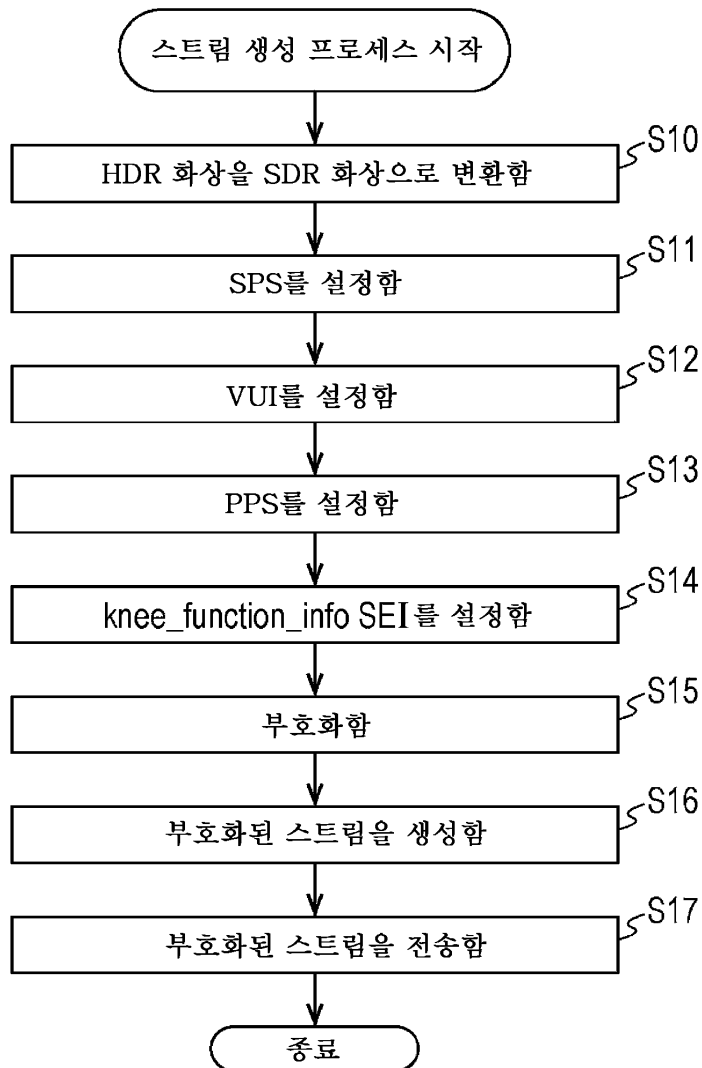 스트림 생성 프로세스 시작
S10
HDR 화상을 SDR 화상으로 변환함
S11
SPS를 설정함
S12
VUI를 설정함
S13
PPS를 설정함
S14
knee_function_info SEI를 설정함
S15
부호화함
S16
부호화된 스트림을 생성함
S17
부호화된 스트림을 전송함
종료